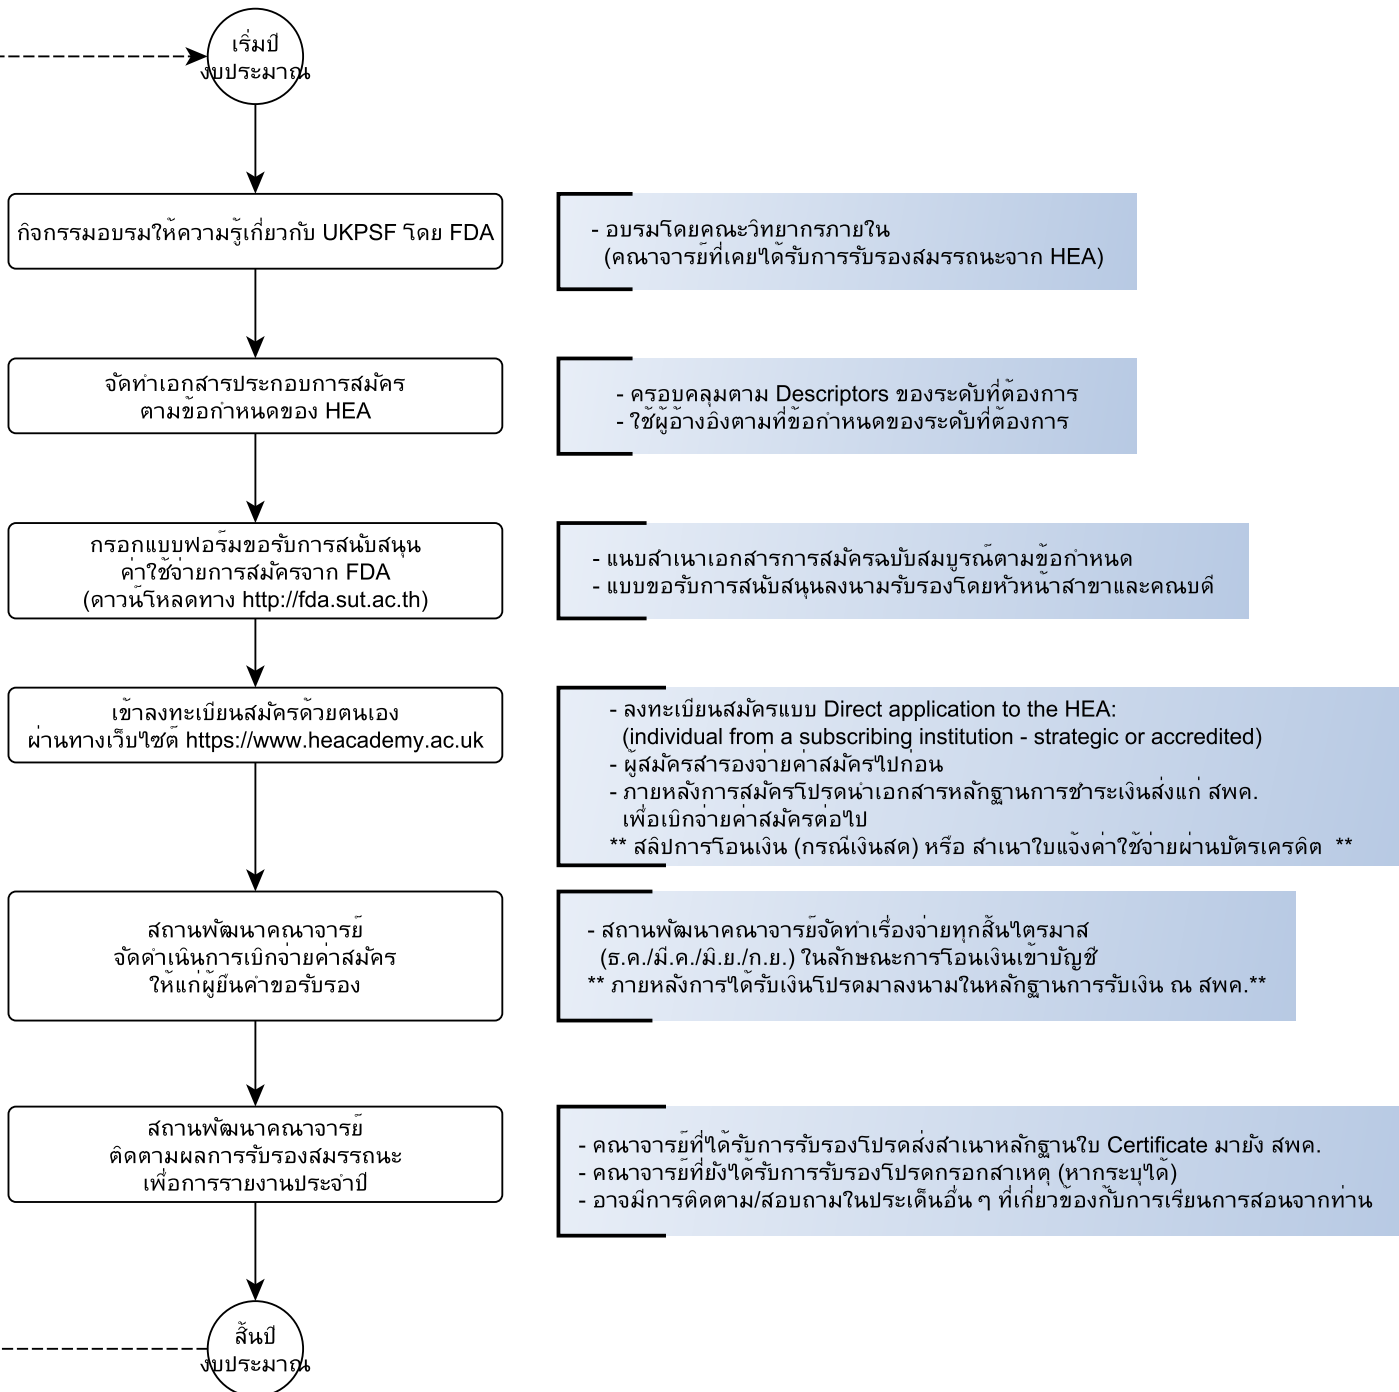 เริ่มปี
งบประมาณ
กิจกรรมอบรมให้ความรู้เกี่ยวกับ UKPSF โดย FDA
- อบรมโดยคณะวิทยากรภายใน
(คณาจารย์ที่เคยได้รับการรับรองสมรรถนะจาก HEA)
จัดทำเอกสารประกอบการสมัคร
ตามข้อกำหนดของ HEA
- ครอบคลุมตาม Descriptors ของระดับที่ต้องการ
- ใช้ผู้อ้างอิงตามที่ข้อกำหนดของระดับที่ต้องการ
กรอกแบบฟอร์มขอรับการสนับสนุน
ค่าใช้จ่ายการสมัครจาก FDA
(ดาวน์โหลดทาง http://fda.sut.ac.th)
- แนบสำเนาเอกสารการสมัครฉบับสมบูรณ์ตามข้อกำหนด
- แบบขอรับการสนับสนุนลงนามรับรองโดยหัวหน้าสาขาและคณบดี
เข้าลงทะเบียนสมัครด้วยตนเอง
ผ่านทางเว็บไซต์ https://www.heacademy.ac.uk
- ลงทะเบียนสมัครแบบ Direct application to the HEA:
(individual from a subscribing institution - strategic or accredited)
- ผู้สมัครสำรองจ่ายค่าสมัครไปก่อน
- ภายหลังการสมัครโปรดนำเอกสารหลักฐานการชำระเงินส่งแก่ สพค.
เพื่อเบิกจ่ายค่าสมัครต่อไป
** สลิปการโอนเงิน (กรณีเงินสด) หรือ สำเนาใบแจ้งค่าใช้จ่ายผ่านบัตรเครดิต **
สถานพัฒนาคณาจารย์
จัดดำเนินการเบิกจ่ายค่าสมัคร
ให้แก่ผู้ยืนคำขอรับรอง
- สถานพัฒนาคณาจารย์จัดทำเรื่องจ่ายทุกสิ้นไตรมาส
(ธ.ค./มี.ค./มิ.ย./ก.ย.) ในลักษณะการโอนเงินเข้าบัญชี
** ภายหลังการได้รับเงินโปรดมาลงนามในหลักฐานการรับเงิน ณ สพค.**
สถานพัฒนาคณาจารย์
ติดตามผลการรับรองสมรรถนะ
เพื่อการรายงานประจำปี
- คณาจารย์ที่ได้รับการรับรองโปรดส่งสำเนาหลักฐานใบ Certificate มายัง สพค.
- คณาจารย์ที่ยังได้รับการรับรองโปรดกรอกสาเหตุ (หากระบุได้)
- อาจมีการติดตาม/สอบถามในประเด็นอื่น ๆ ที่เกี่ยวข้องกับการเรียนการสอนจากท่าน
สิ้นปี
งบประมาณ